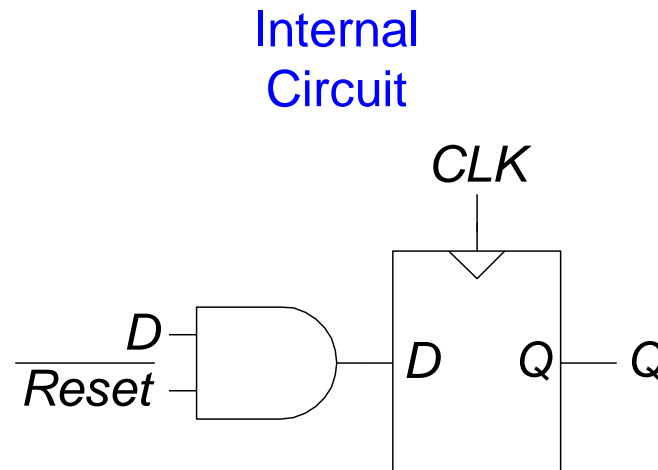 Internal
Circuit
CLK
D
Reset
D Q Q